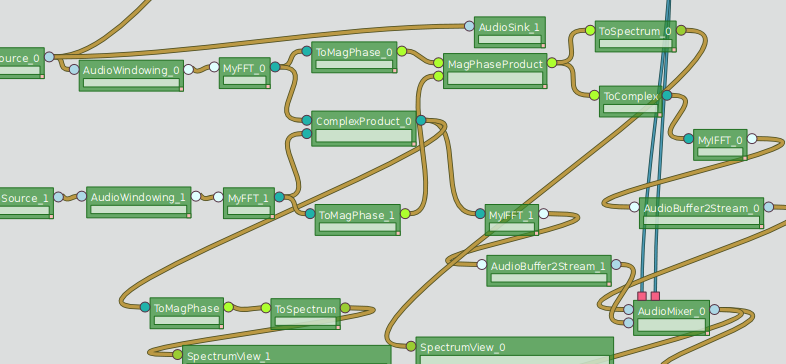 AudioSink_1
ToSpectrum_0
ource_0
AudioWindowing_0
MyFFT_0
ToMagPhase_0
MagPhaseProduct
ToComplex
ComplexProduct_0
MyIFFT_0
Source_1
AudioWindowing_1
MyFFT_1
ToMagPhase_1
MyIFFT_1
AudioBuffer2Stream_0
AudioBuffer2Stream_1
ToMagPhase
ToSpectrum
AudioMixer_0
SpectrumView_1
SpectrumView_0